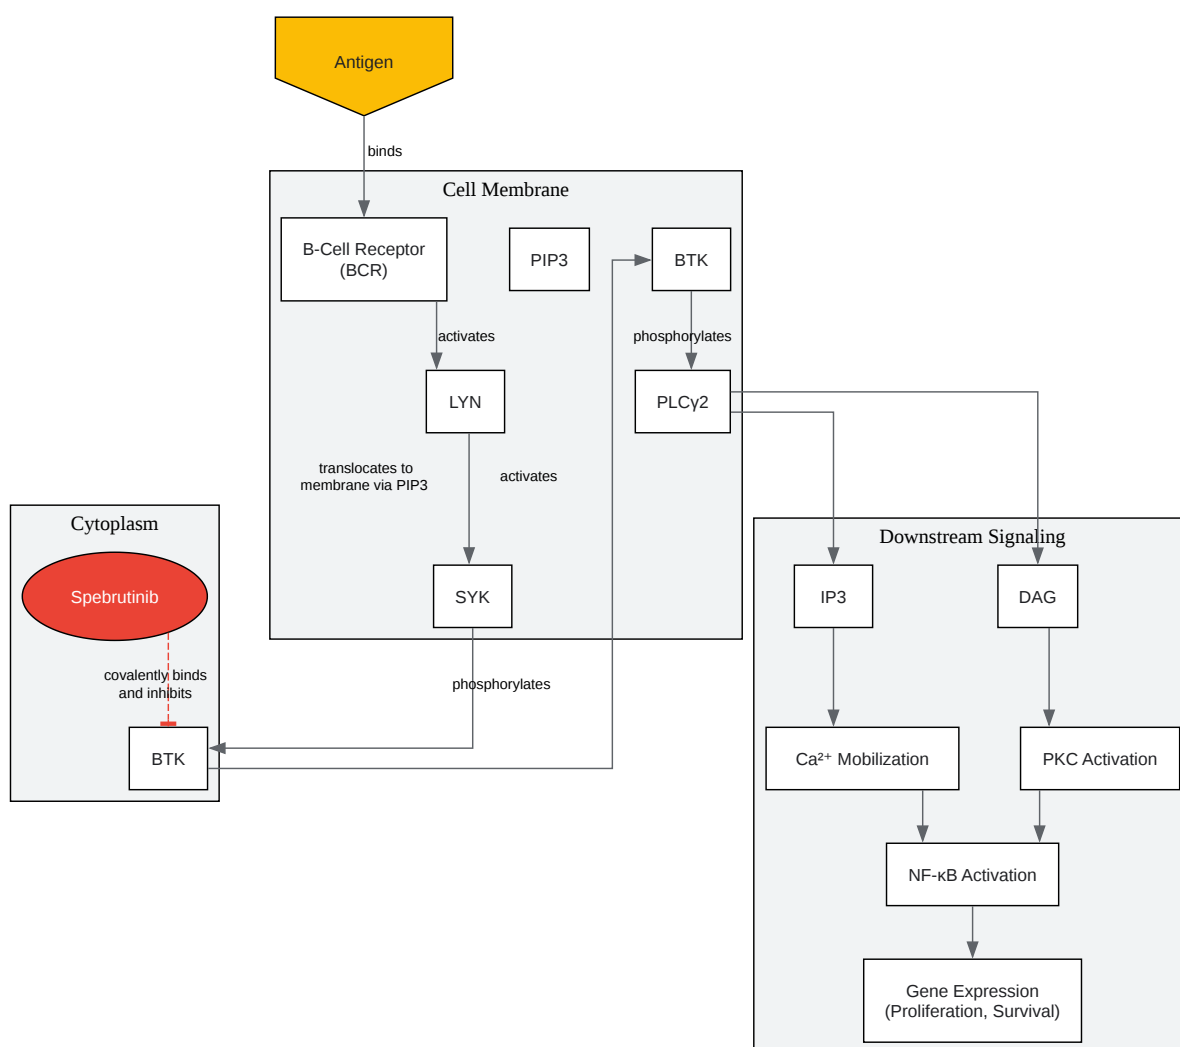 Antigen
binds
Cell Membrane
B-Cell Receptor
(BCR)
PIP3
BTK
activates
phosphorylates
LYN
PLCγ2
translocates to
membrane via PIP3
activates
Cytoplasm
Downstream Signaling
Spebrutinib
SYK
IP3
DAG
covalently binds
and inhibits
phosphorylates
BTK
Ca²⁺ Mobilization
PKC Activation
NF-κB Activation
Gene Expression
(Proliferation, Survival)